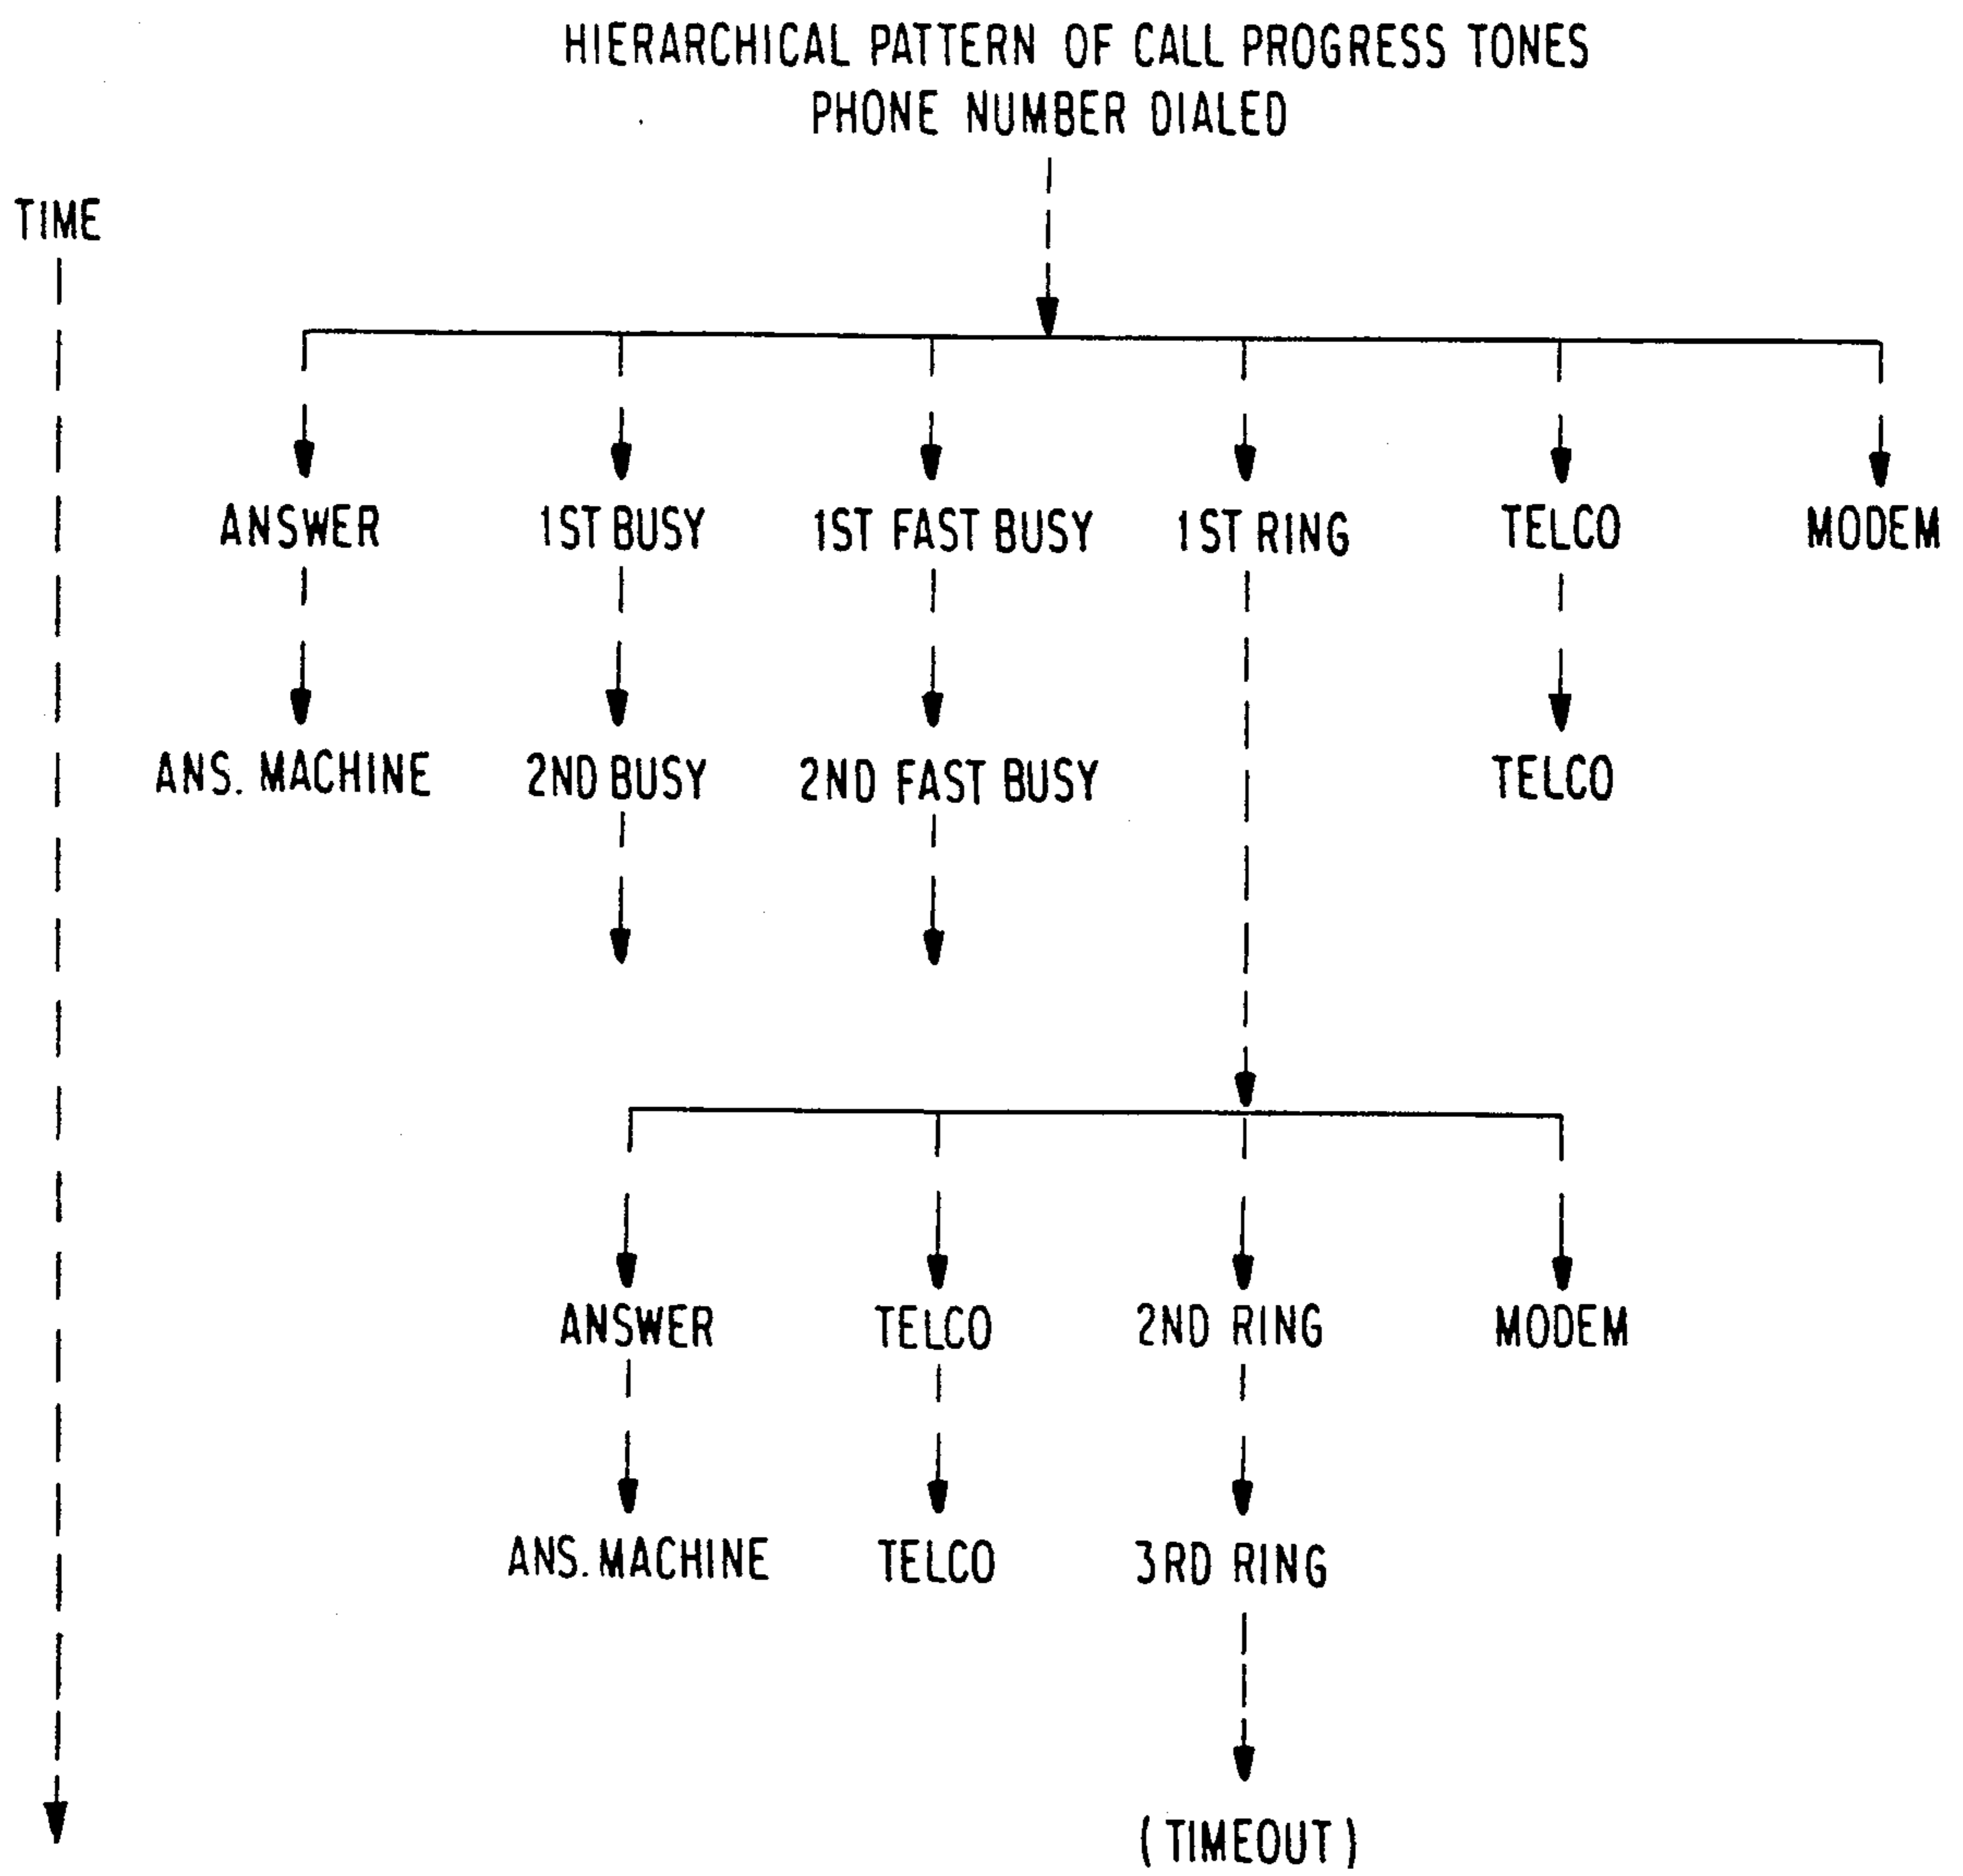 HIERARCHICAL PATTERN OF CALL PROGRESS TONES
PHONE NUMBER DIALED
TIME
ANSWER
1ST BUSY
1ST FAST BUSY
1ST RING
TELCO
MODEM
ANS. MACHINE
2ND BUSY
2ND FAST BUSY
TELCO
ANSWER
TELCO
2ND RING
MODEM
ANS. MACHINE
TELCO
3RD RING
(TIMEOUT)